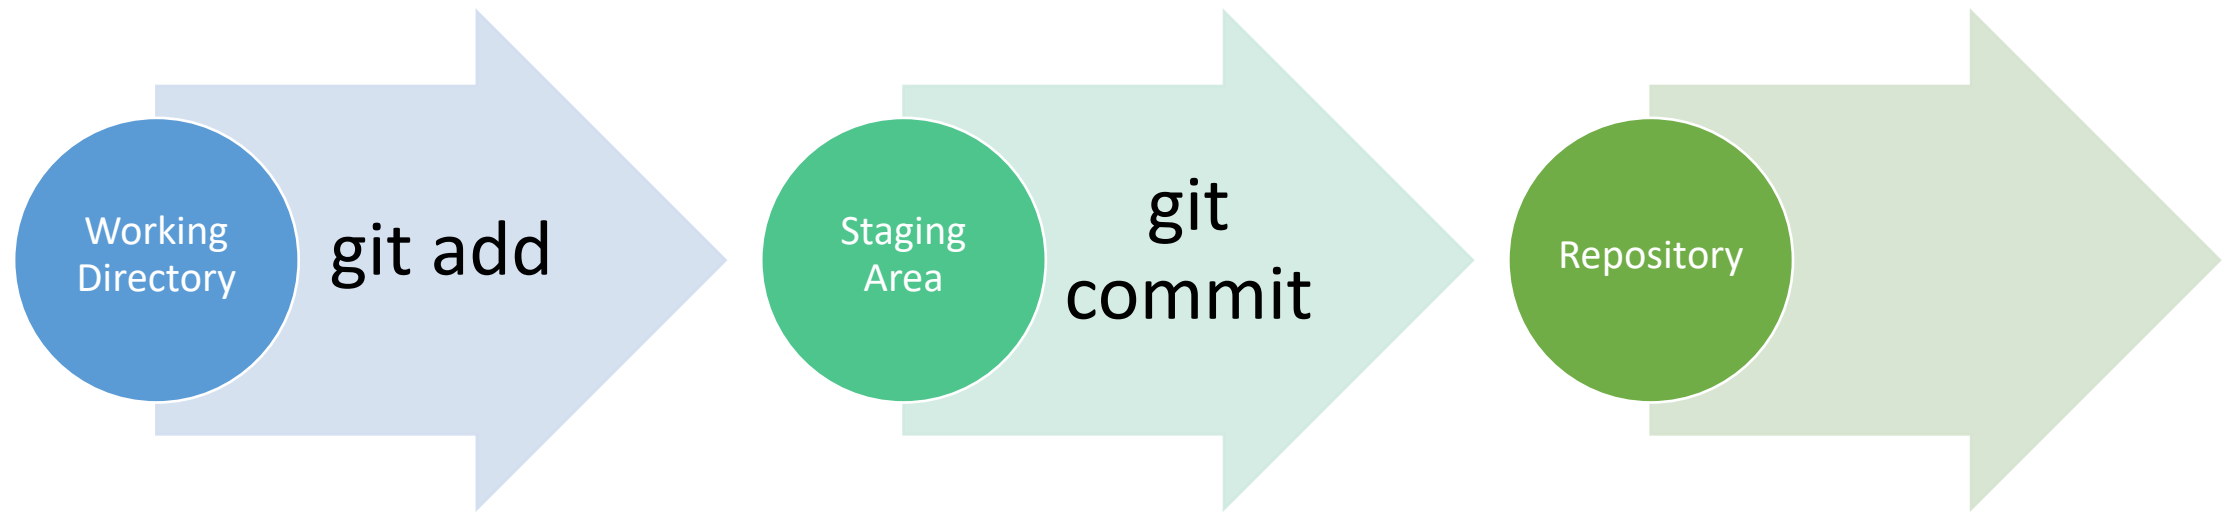 Working
Directory
git add
Staging
Area
git
commit
Repository